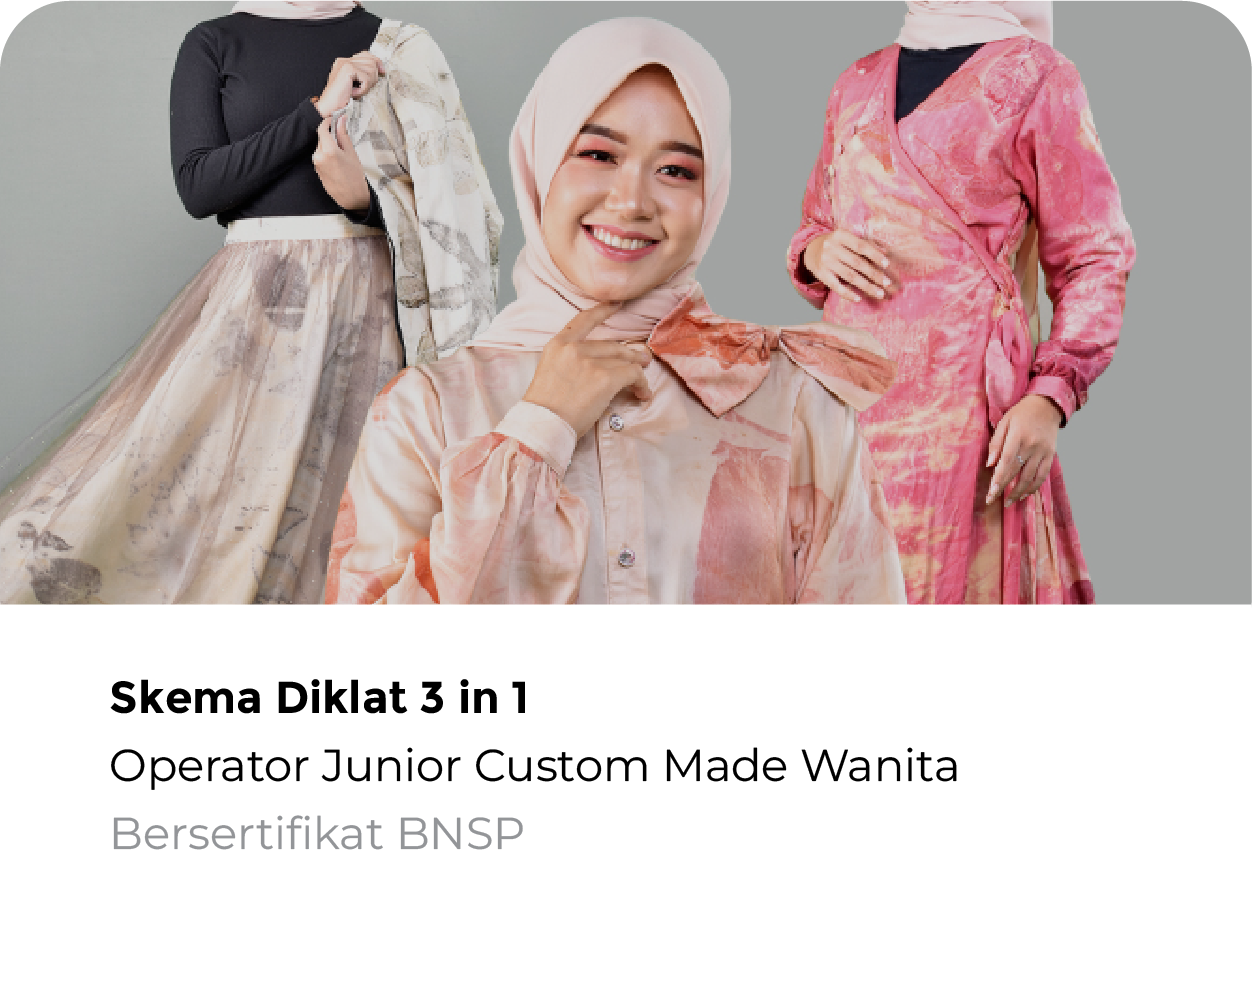 Skema Diklat 3 in 1
Operator Junior Custom Made Wanita
Bersertifikat BNSP